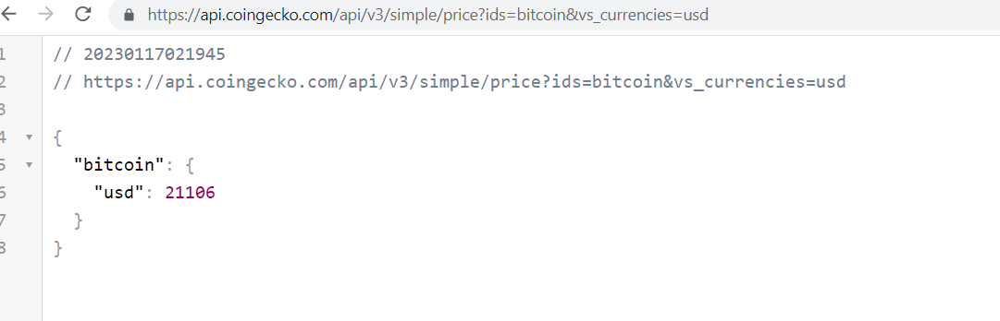 https://api.coingecko.com/api/v3/simple/price?ids=bitcoin&vs_currencies=usd
1 // 20230117021945
2 // https://api.coingecko.com/api/v3/simple/price?ids=bitcoin&vs_currencies=usd
3
4 {
5 "bitcoin": {
6 "usd": 21106
7 }
8 }